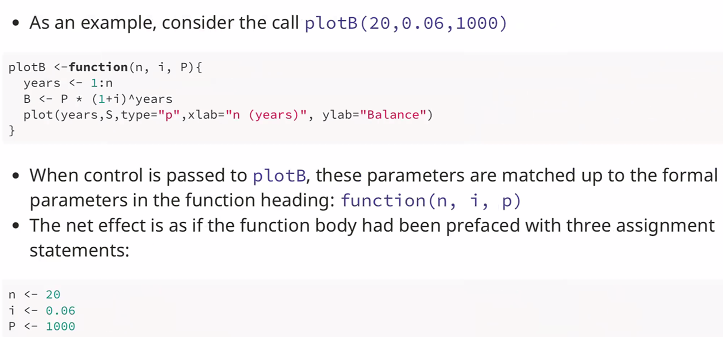 • As an example, consider the call plotB(20,0.06,1000)
plotB <-function(n, i, P){
  years <- 1:n
  B <- P * (1+i)^years
  plot(years,S,type="p",xlab="n (years)", ylab="Balance")
}
• When control is passed to plotB, these parameters are matched up to the formal
parameters in the function heading: function(n, i, p)
• The net effect is as if the function body had been prefaced with three assignment
statements:
n <- 20
i <- 0.06
P <- 1000